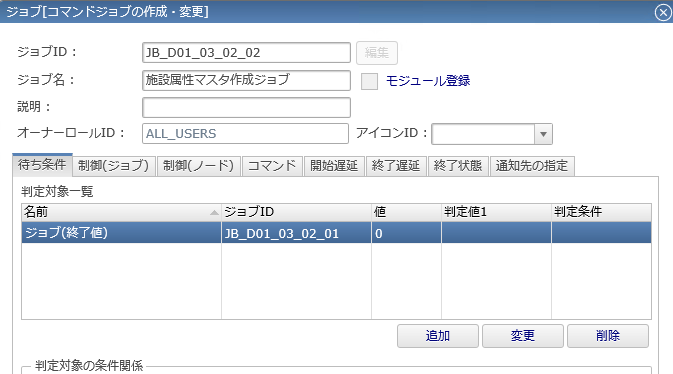 ジョブ[コマンドジョブの作成・変更]
ジョブID： JB_D01_03_02_02 編集
ジョブ名： 施設属性マスタ作成ジョブ モジュール登録
説明：
オーナーロールID： ALL_USERS アイコンID：
待ち条件 制御(ジョブ) 制御(ノード) コマンド 開始遅延 終了遅延 終了状態 通知先の指定
判定対象一覧
名前 ジョブID 値 判定値1 判定条件
ジョブ(終了値) JB_D01_03_02_01 0
追加 変更 削除
判定対象の条件関係